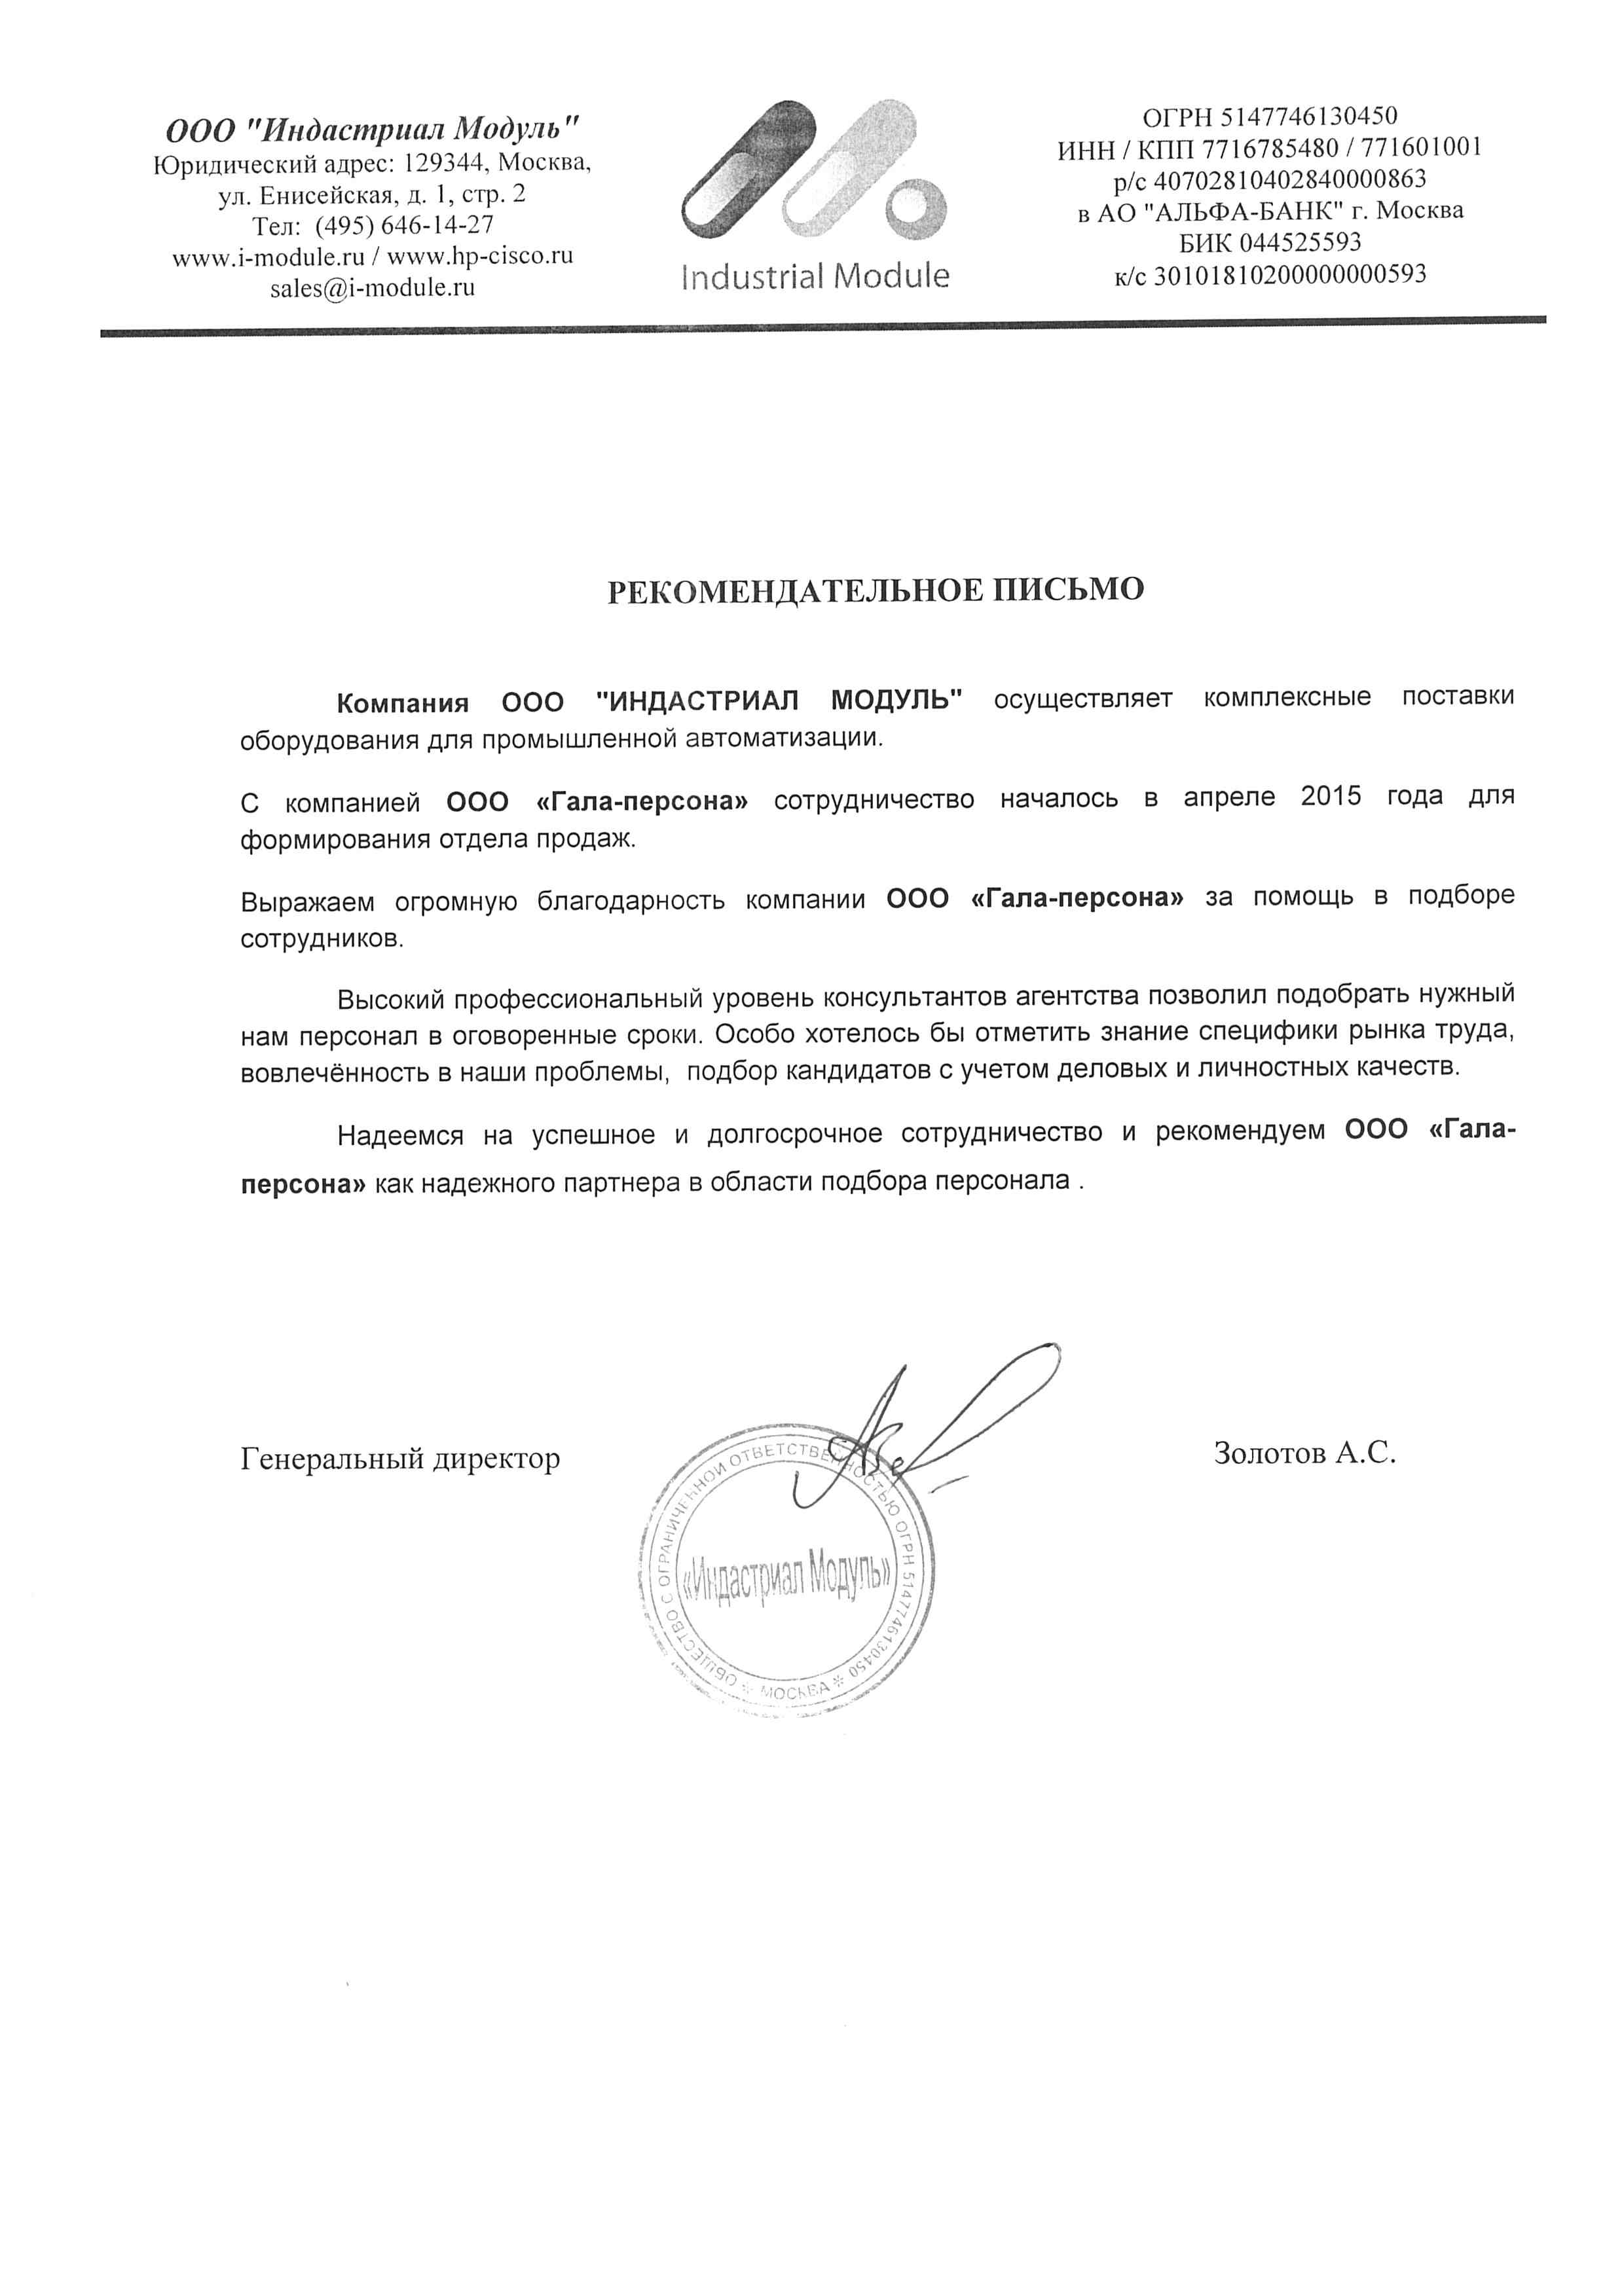 ООО "Индастриал Модуль"
Юридический адрес: 129344, Москва,
ул. Енисейская, д. 1, стр. 2
Тел:  (495) 646-14-27
www.i-module.ru / www.hp-cisco.ru
sales@i-module.ru
Industrial Module
ОГРН 5147746130450
ИНН / КПП 7716785480 / 771601001
р/с 40702810402840000863
в АО "АЛЬФА-БАНК" г. Москва
БИК 044525593
к/с 30101810200000000593
РЕКОМЕНДАТЕЛЬНОЕ ПИСЬМО
Компания ООО "ИНДАСТРИАЛ МОДУЛЬ" осуществляет комплексные поставки
оборудования для промышленной автоматизации.
С компанией ООО «Гала-персона» сотрудничество началось в апреле 2015 года для
формирования отдела продаж.
Выражаем огромную благодарность компании ООО «Гала-персона» за помощь в подборе
сотрудников.
Высокий профессиональный уровень консультантов агентства позволил подобрать нужный
нам персонал в оговоренные сроки. Особо хотелось бы отметить знание специфики рынка труда,
вовлечённость в наши проблемы,  подбор кандидатов с учетом деловых и личностных качеств.
Надеемся на успешное и долгосрочное сотрудничество и рекомендуем ООО «Гала-
персона» как надежного партнера в области подбора персонала .
Генеральный директор
Золотов А.С.
ОБЩЕСТВО С ОГРАНИЧЕННОЙ ОТВЕТСТВЕННОСТЬЮ ОГРН 5147746130450
* МОСКВА *
«Индастриал Модуль»